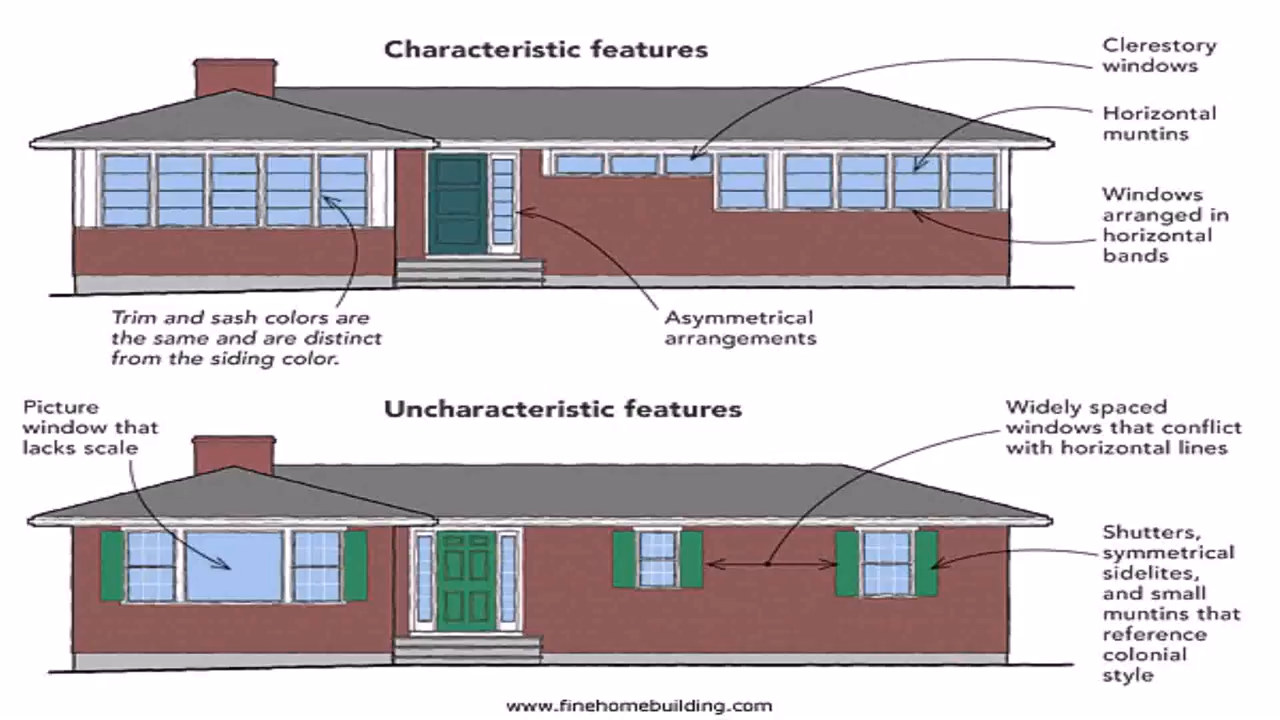 Characteristic features
Clerestory
windows
Horizontal
muntins
Windows
arranged in
horizontal
bands
Trim and sash colors are
the same and are distinct
from the siding color.
Asymmetrical
arrangements
Uncharacteristic features
Picture
window that
lacks scale
Widely spaced
windows that conflict
with horizontal lines
Shutters,
symmetrical
sidelites,
and small
muntins that
reference
colonial
style
www.finehomebuilding.com